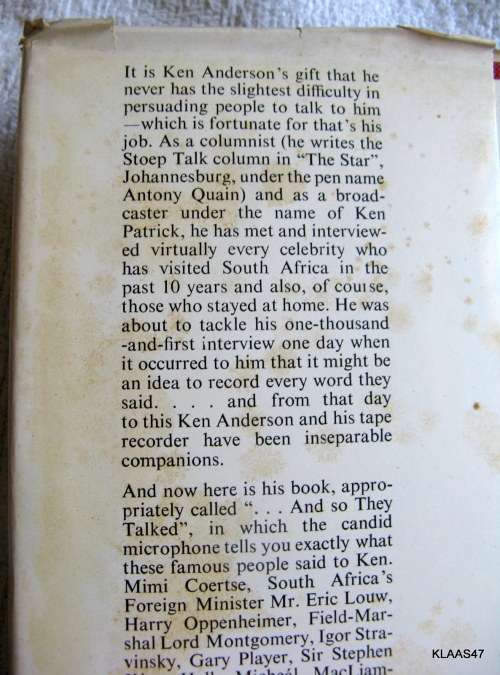 It is Ken Anderson's gift that he
never has the slightest difficulty in
persuading people to talk to him
—which is fortunate for that's his
job. As a columnist (he writes the
Stoep Talk column in "The Star",
Johannesburg, under the pen name
Antony Quain) and as a broad-
caster under the name of Ken
Patrick, he has met and interview-
ed virtually every celebrity who
has visited South Africa in the
past 10 years and also, of course,
those who stayed at home. He was
about to tackle his one-thousand
-and-first interview one day when
it occurred to him that it might be
an idea to record every word they
said. . . . and from that day
to this Ken Anderson and his tape
recorder have been inseparable
companions.
And now here is his book, appro-
priately called ". . . And so They
Talked", in which the candid
microphone tells you exactly what
these famous people said to Ken.
Mimi Coertse, South Africa's
Foreign Minister Mr. Eric Louw,
Harry Oppenheimer, Field-Mar-
shal Lord Montgomery, Igor Stra-
vinsky, Gary Player, Sir Stephen
Micheál MacLiam-
KLAAS47